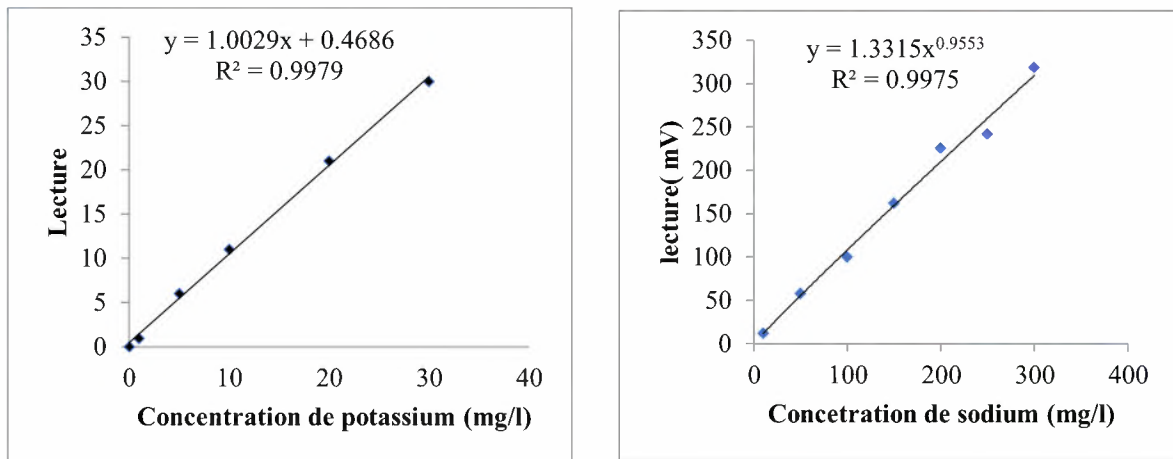 y = 1.0029x + 0.4686
R² = 0.9979
35
30
25
20
15
10
5
0
Lecture
0 10 20 30 40
Concentration de potassium (mg/l)
y = 1.3315x^0.9553
R² = 0.9975
350
300
250
200
150
100
50
0
lecture( mV)
0 100 200 300 400
Concetration de sodium (mg/l)